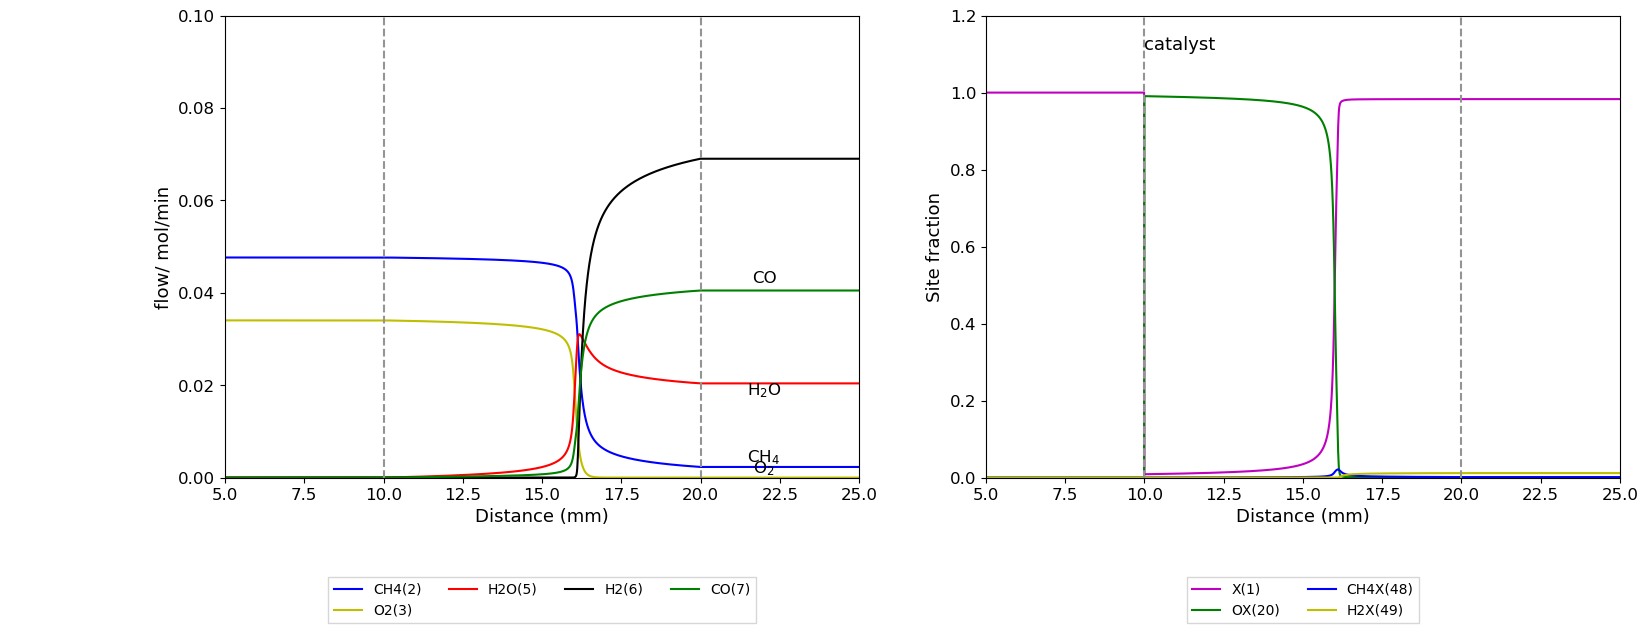 0.10
0.08
0.06
0.04
0.02
0.00
flow/ mol/min
CO
H₂O
CH₄
O₂
5.0 7.5 10.0 12.5 15.0 17.5 20.0 22.5 25.0
Distance (mm)
CH4(2) H2O(5) H2(6) CO(7)
O2(3)
1.2
1.0
0.8
0.6
0.4
0.2
0.0
Site fraction
catalyst
5.0 7.5 10.0 12.5 15.0 17.5 20.0 22.5 25.0
Distance (mm)
X(1) CH4X(48)
OX(20) H2X(49)